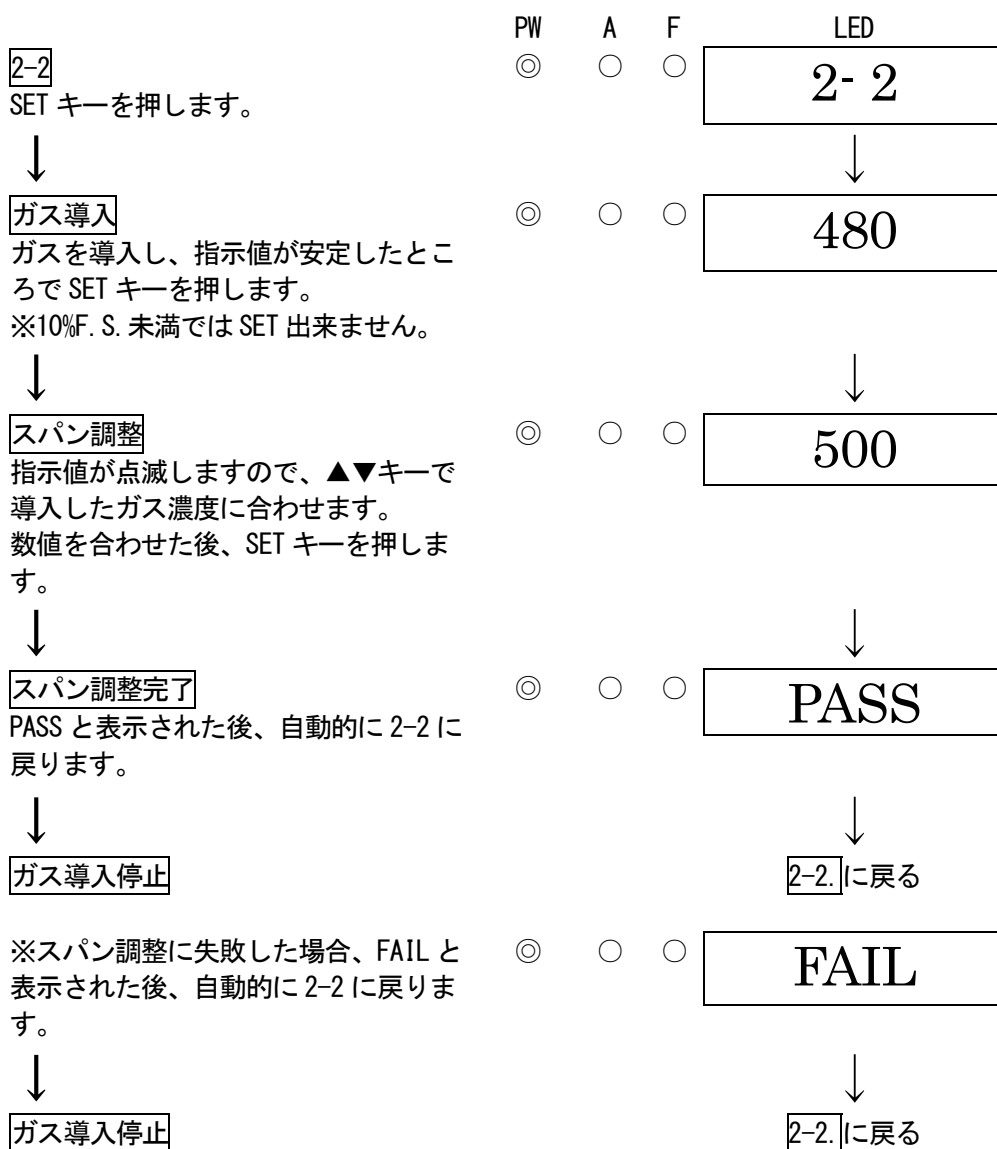 PW A F LED
2-2 ◎ ○ ○ 2- 2
SET キーを押します。
↓ ↓
ガス導入 ◎ ○ ○ 480
ガスを導入し、指示値が安定したとこ
ろで SET キーを押します。
※10%F.S.未満では SET 出来ません。
↓ ↓
スパン調整 ◎ ○ ○ 500
指示値が点滅しますので、▲▼キーで
導入したガス濃度に合わせます。
数値を合わせた後、SET キーを押しま
す。
↓ ↓
スパン調整完了 ◎ ○ ○ PASS
PASS と表示された後、自動的に 2-2 に
戻ります。
↓ ↓
ガス導入停止 2-2.に戻る
※スパン調整に失敗した場合、FAIL と ◎ ○ ○ FAIL
表示された後、自動的に 2-2 に戻りま
す。
↓ ↓
ガス導入停止 2-2.に戻る